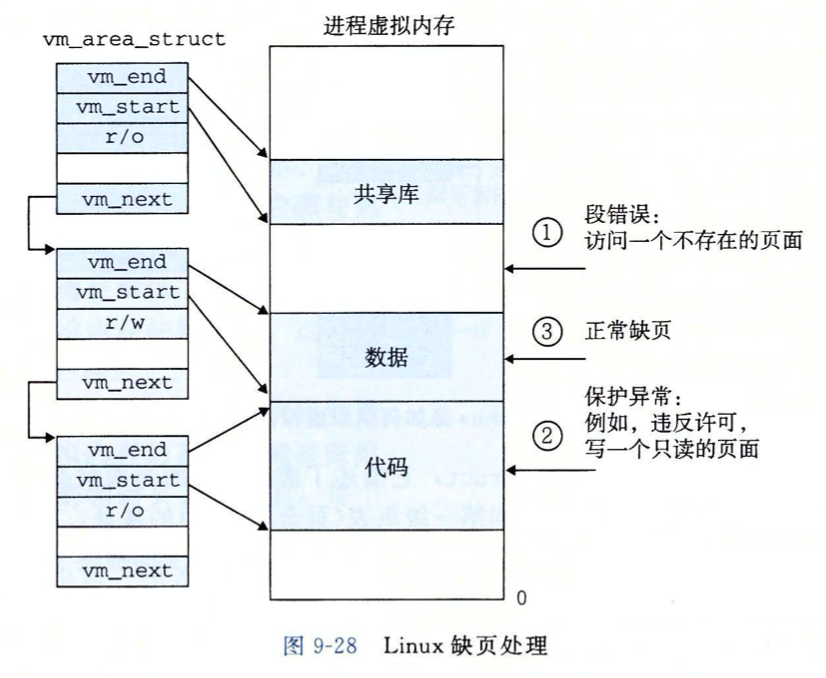 进程虚拟内存
vm_area_struct
vm_end
vm_start
r/o
vm_next
vm_end
vm_start
r/w
vm_next
vm_end
vm_start
r/o
vm_next
共享库
数据
代码
0
① 段错误:
访问一个不存在的页面
③ 正常缺页
保护异常:
② 例如，违反许可，
写一个只读的页面
图 9-28 Linux 缺页处理